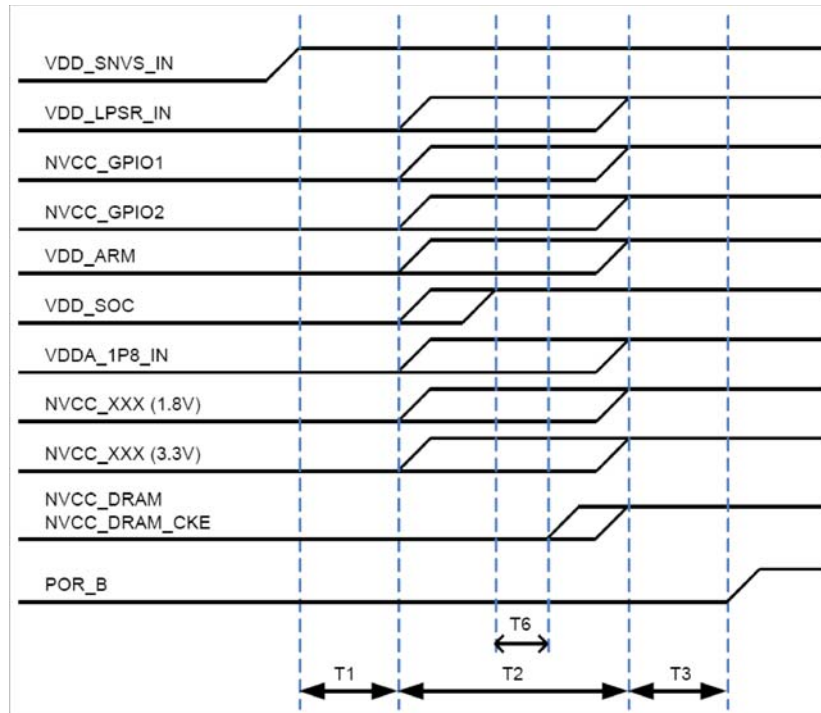 VDD_SNVS_IN
VDD_LPSR_IN
NVCC_GPIO1
NVCC_GPIO2
VDD_ARM
VDD_SOC
VDDA_1P8_IN
NVCC_XXX (1.8V)
NVCC_XXX (3.3V)
NVCC_DRAM
NVCC_DRAM_CKE
POR_B
T6
T1 T2 T3